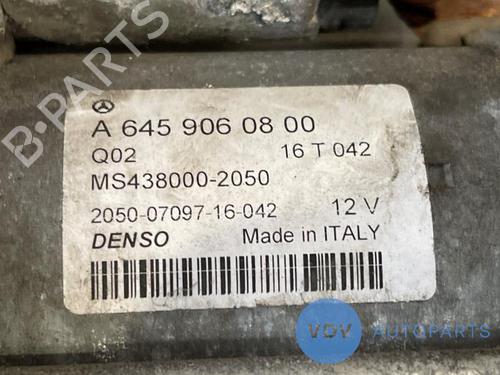 A 645 906 08 00
Q02 16 T 042
MS438000-2050
2050-07097-16-042 12 V
DENSO Made in ITALY
B-PARTS
VDV AUTOPARTS